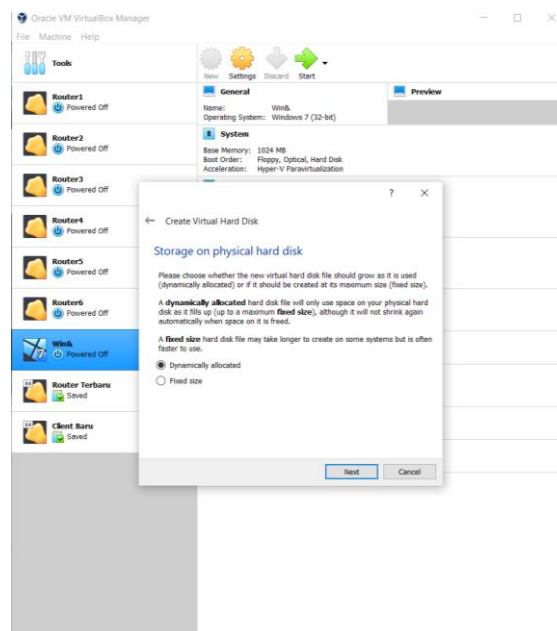 Oracle VM VirtualBox Manager
File Machine Help
Tools
New Settings Discard Start
Router1
Powered Off
Router2
Powered Off
Router3
Powered Off
Router4
Powered Off
Router5
Powered Off
Router6
Powered Off
Win&
Powered Off
Router Terbaru
Saved
Client Baru
Saved
General
Name: Win&
Operating System: Windows 7 (32-bit)
Preview
System
Base Memory: 1024 MB
Boot Order: Floppy, Optical, Hard Disk
Acceleration: Hyper-V Paravirtualization
Create Virtual Hard Disk
Storage on physical hard disk
Please choose whether the new virtual hard disk file should grow as it is used
(dynamically allocated) or if it should be created at its maximum size (fixed size).
A dynamically allocated hard disk file will only use space on your physical hard
disk as it fills up (up to a maximum fixed size), although it will not shrink again
automatically when space on it is freed.
A fixed size hard disk file may take longer to create on some systems but is often
faster to use.
Dynamically allocated
Fixed size
Next Cancel